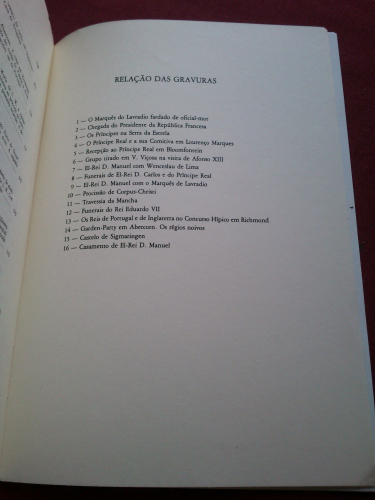 RELAÇÃO DAS GRAVURAS
1 — O Marquês do Lavradio fardado de oficial-mor
2 — Chegada do Presidente da República Francesa
3 — Os Príncipes na Serra da Estrela
4 — O Príncipe Real e a sua Comitiva em Lourenço Marques
5 — Recepção ao Príncipe Real em Bloomfontein
6 — Grupo tirado em V. Viçosa na visita de Afonso XIII
7 — El-Rei D. Manuel com Wenceslau de Lima
8 — Funerais de El-Rei D. Carlos e do Príncipe Real
9 — El-Rei D. Manuel com o Marquês de Lavradio
10 — Procissão de Corpus-Christi
11 — Travessia da Mancha
12 — Funerais do Rei Eduardo VII
13 — Os Reis de Portugal e de Inglaterra no Concurso Hípico em Richmond
14 — Garden-Party em Abercorn. Os régios noivos
15 — Castelo de Sigmaringen
16 — Casamento de El-Rei D. Manuel